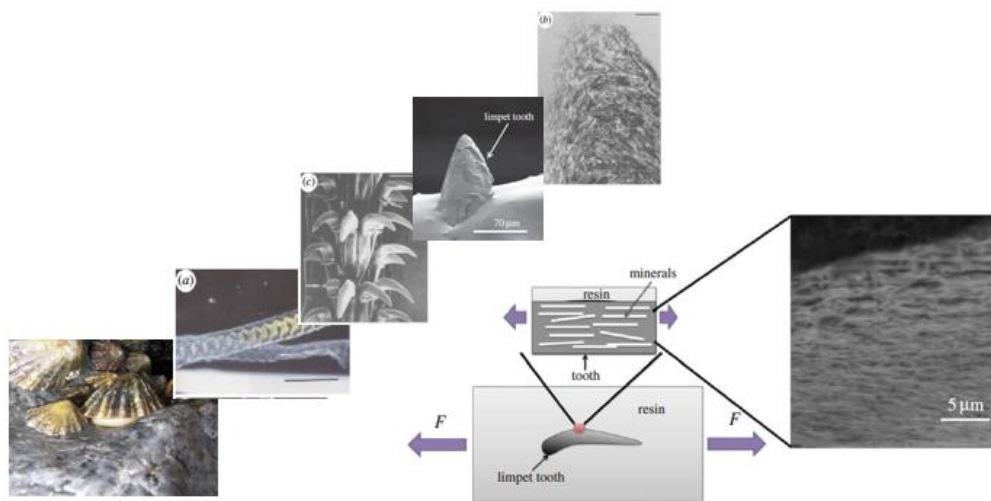 (b)
limpet tooth
70 µm
(c)
(a)
minerals
resin
tooth
F
resin
F
limpet tooth
5 µm